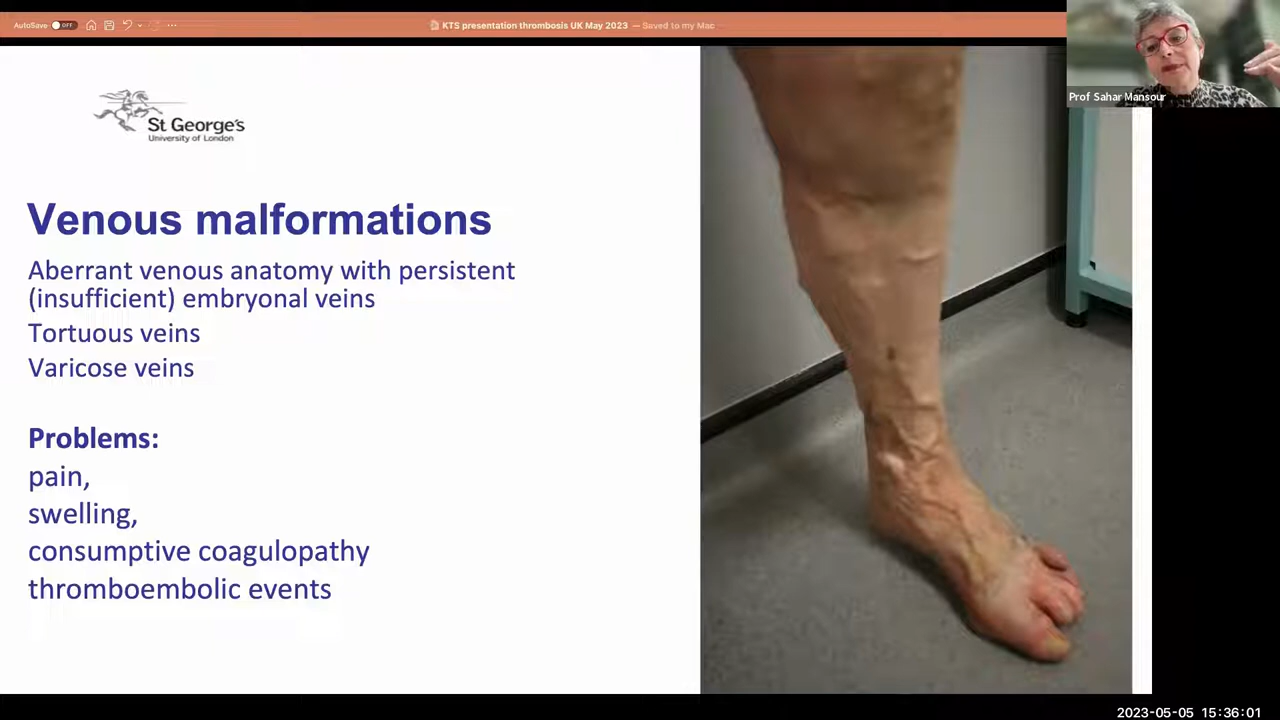 AutoSave OFF
KTS presentation thrombosis UK May 2023 — Saved to my Mac
Prof Sahar Mansour
St George's
University of London
Venous malformations
Aberrant venous anatomy with persistent
(insufficient) embryonal veins
Tortuous veins
Varicose veins
Problems:
pain,
swelling,
consumptive coagulopathy
thromboembolic events
2023-05-05 15:36:01